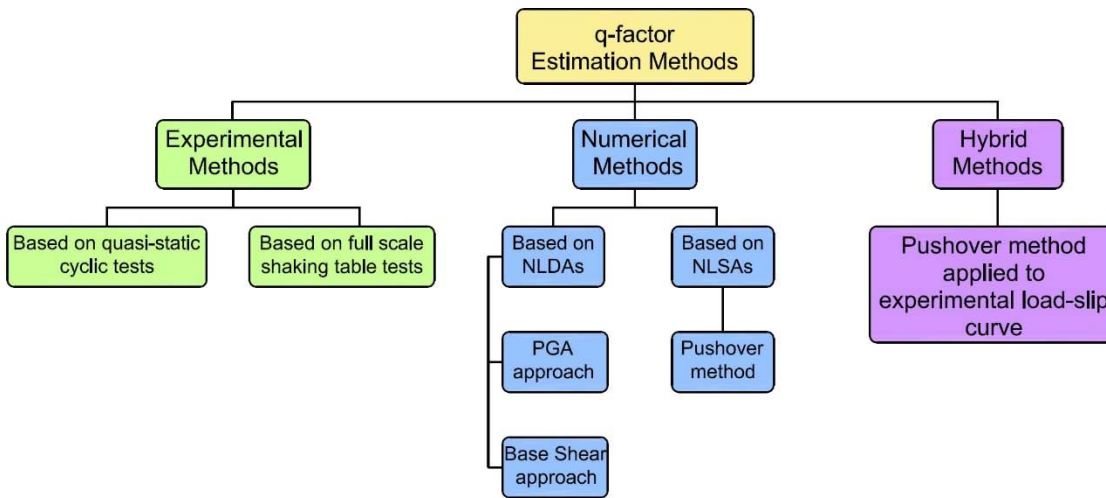 q-factor
Estimation Methods
Experimental
Methods
Numerical
Methods
Hybrid
Methods
Based on quasi-static
cyclic tests
Based on full scale
shaking table tests
Based on
NLDAs
Based on
NLSAs
Pushover method
applied to
experimental load-slip
curve
PGA
approach
Pushover
method
Base Shear
approach